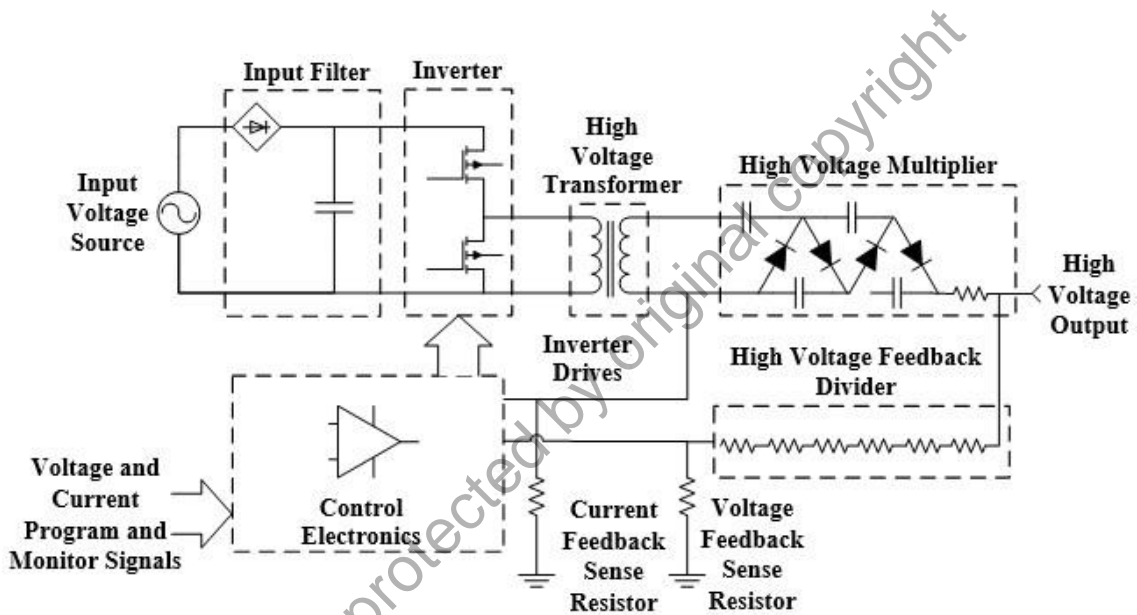 Input Filter
Inverter
High
Voltage
Transformer
High Voltage Multiplier
Input
Voltage
Source
High
Voltage
Output
Inverter
Drives
High Voltage Feedback
Divider
Voltage and
Current
Program and
Monitor Signals
Control
Electronics
Current
Feedback
Sense
Resistor
Voltage
Feedback
Sense
Resistor
protected by original copyright